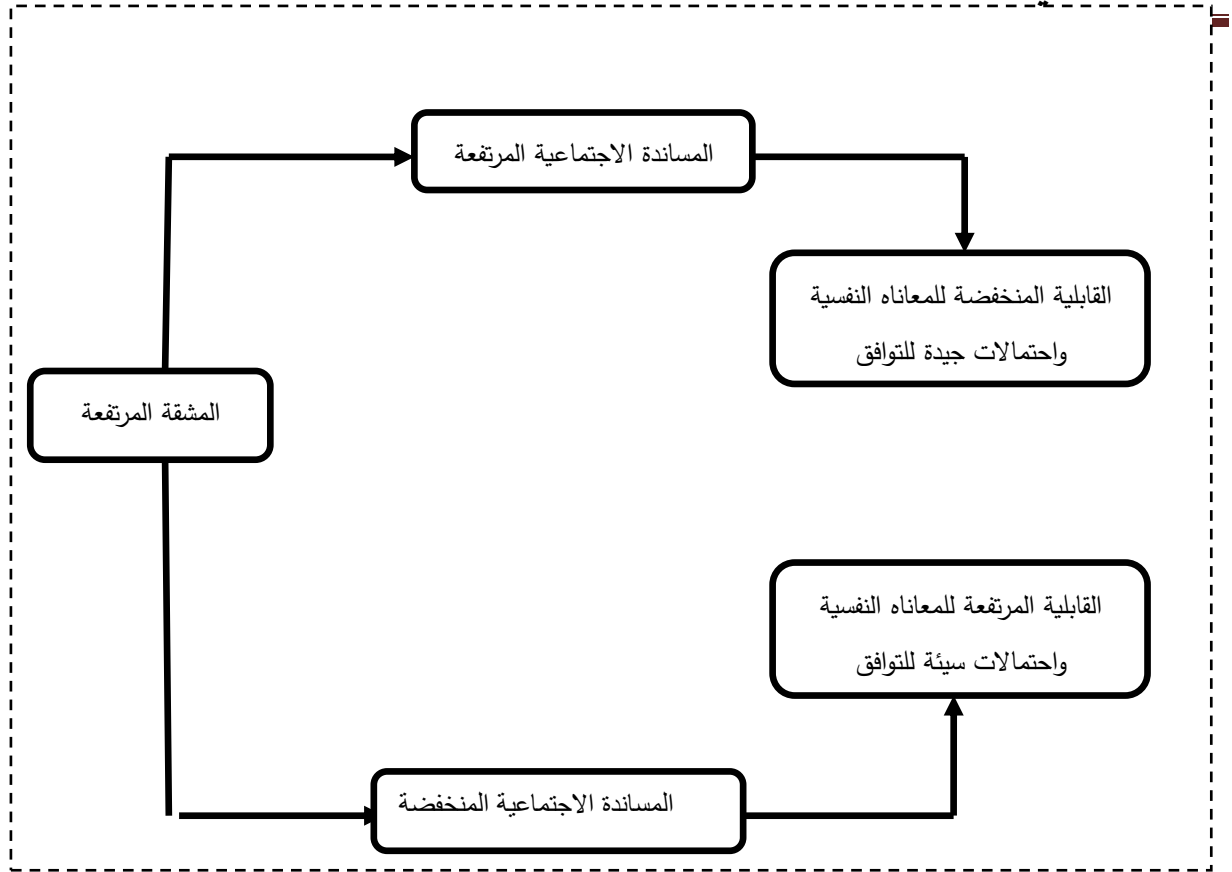 المساندة الاجتماعية المرتفعة
القابلية المنخفضة للمعاناه النفسية
واحتمالات جيدة للتوافق
المشقة المرتفعة
القابلية المرتفعة للمعاناه النفسية
واحتمالات سيئة للتوافق
المساندة الاجتماعية المنخفضة